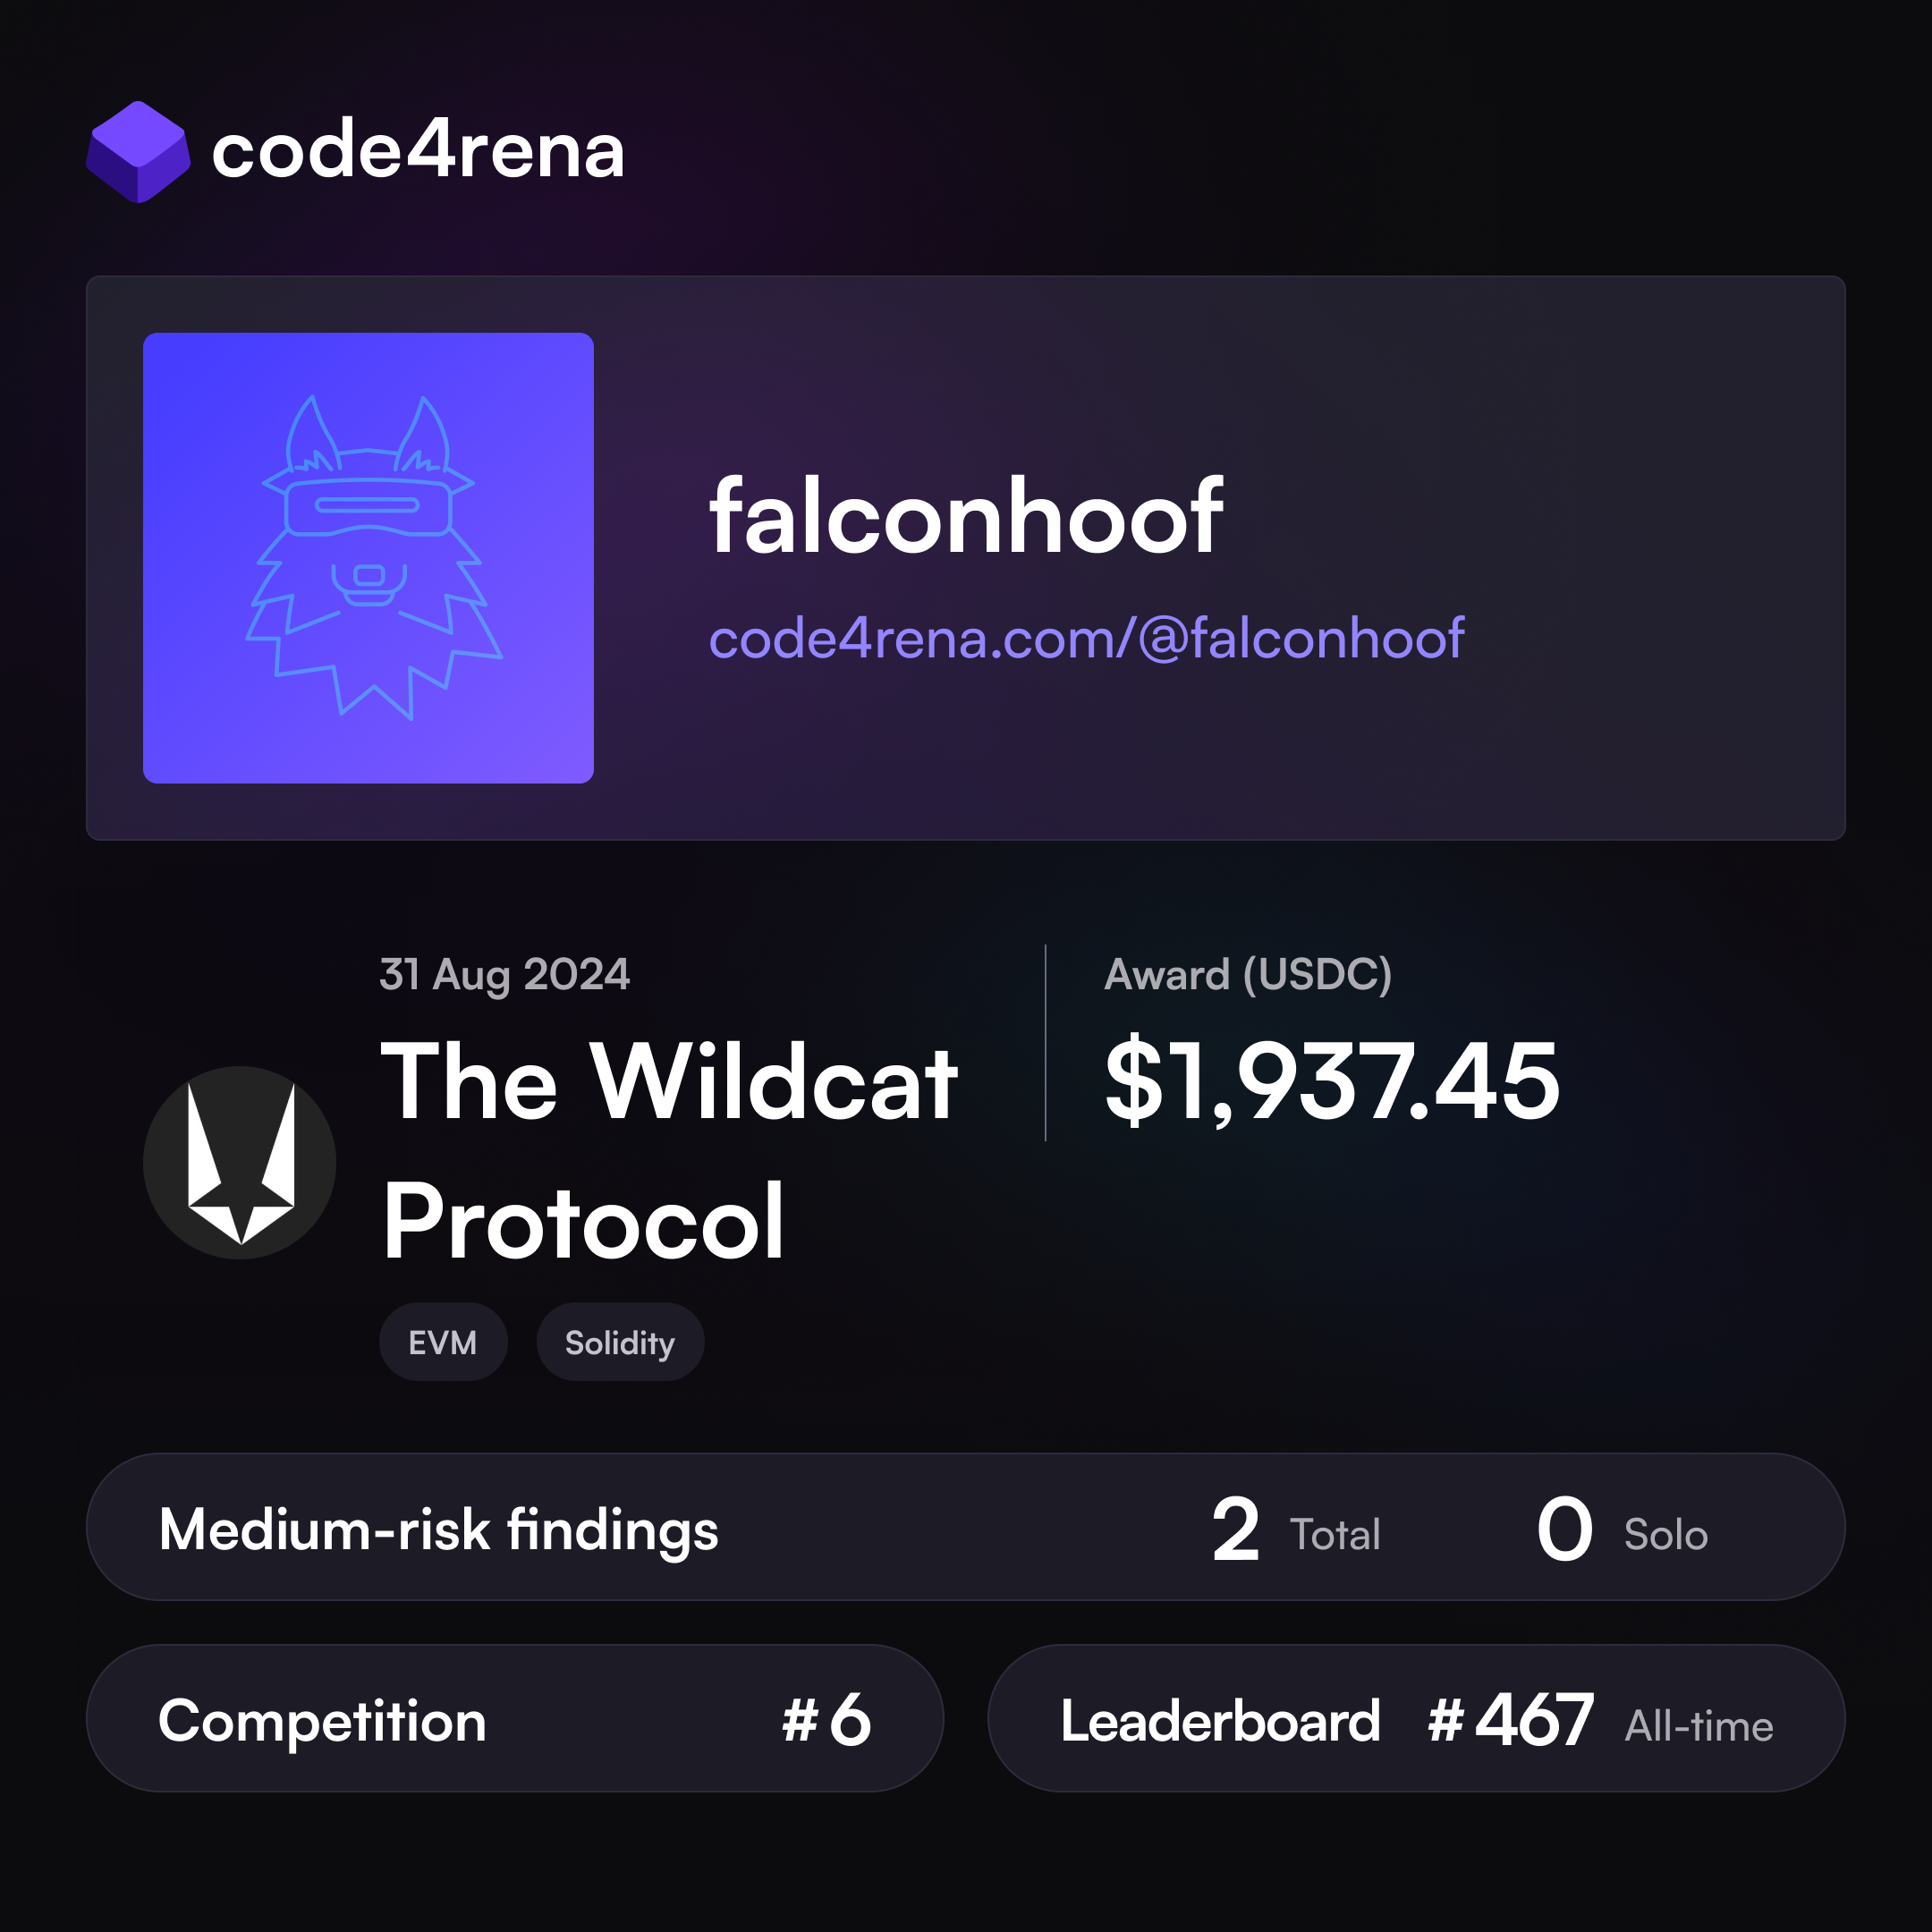 code4rena
falconhoof
code4rena.com/@falconhoof
31 Aug 2024
The Wildcat
Protocol
EVM Solidity
Award (USDC)
$1,937.45
Medium-risk findings 2 Total 0 Solo
Competition #6
Leaderboard #467 All-time